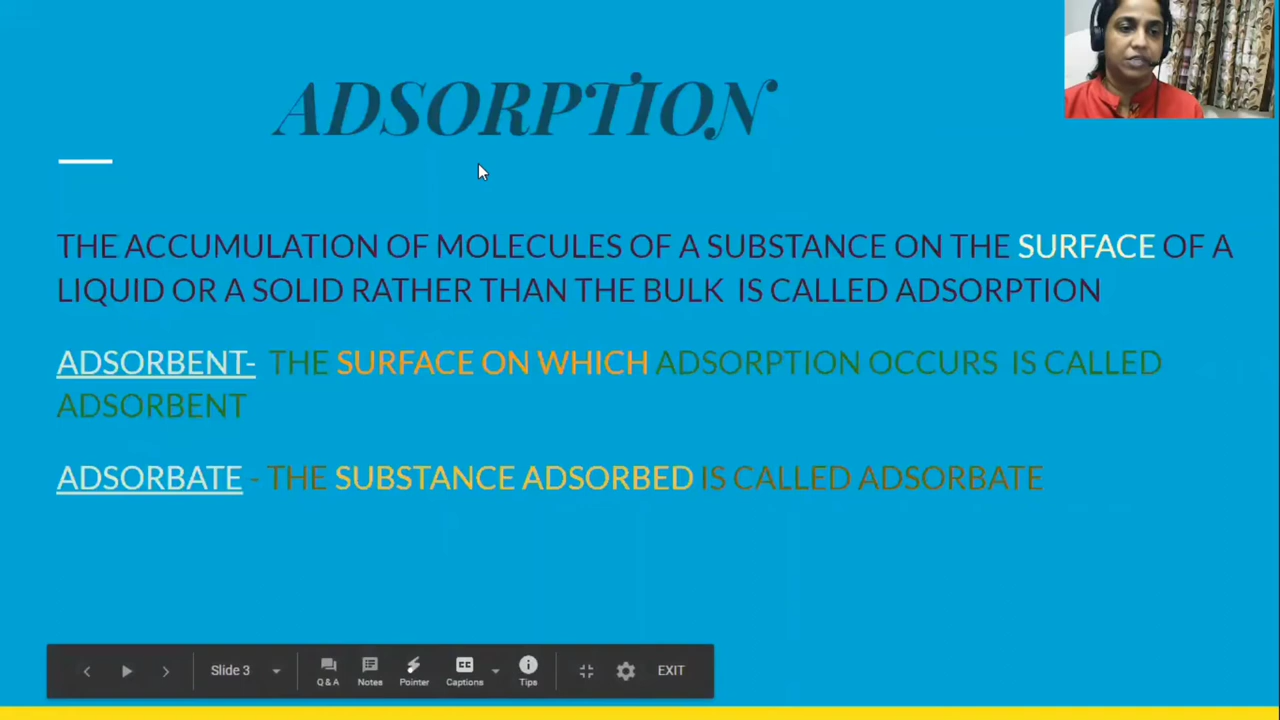 ADSORPTION
THE ACCUMULATION OF MOLECULES OF A SUBSTANCE ON THE SURFACE OF A
LIQUID OR A SOLID RATHER THAN THE BULK IS CALLED ADSORPTION
ADSORBENT- THE SURFACE ON WHICH ADSORPTION OCCURS IS CALLED
ADSORBENT
ADSORBATE - THE SUBSTANCE ADSORBED IS CALLED ADSORBATE
Slide 3
Q & A
Notes
Pointer
CC
Captions
Tips
EXIT